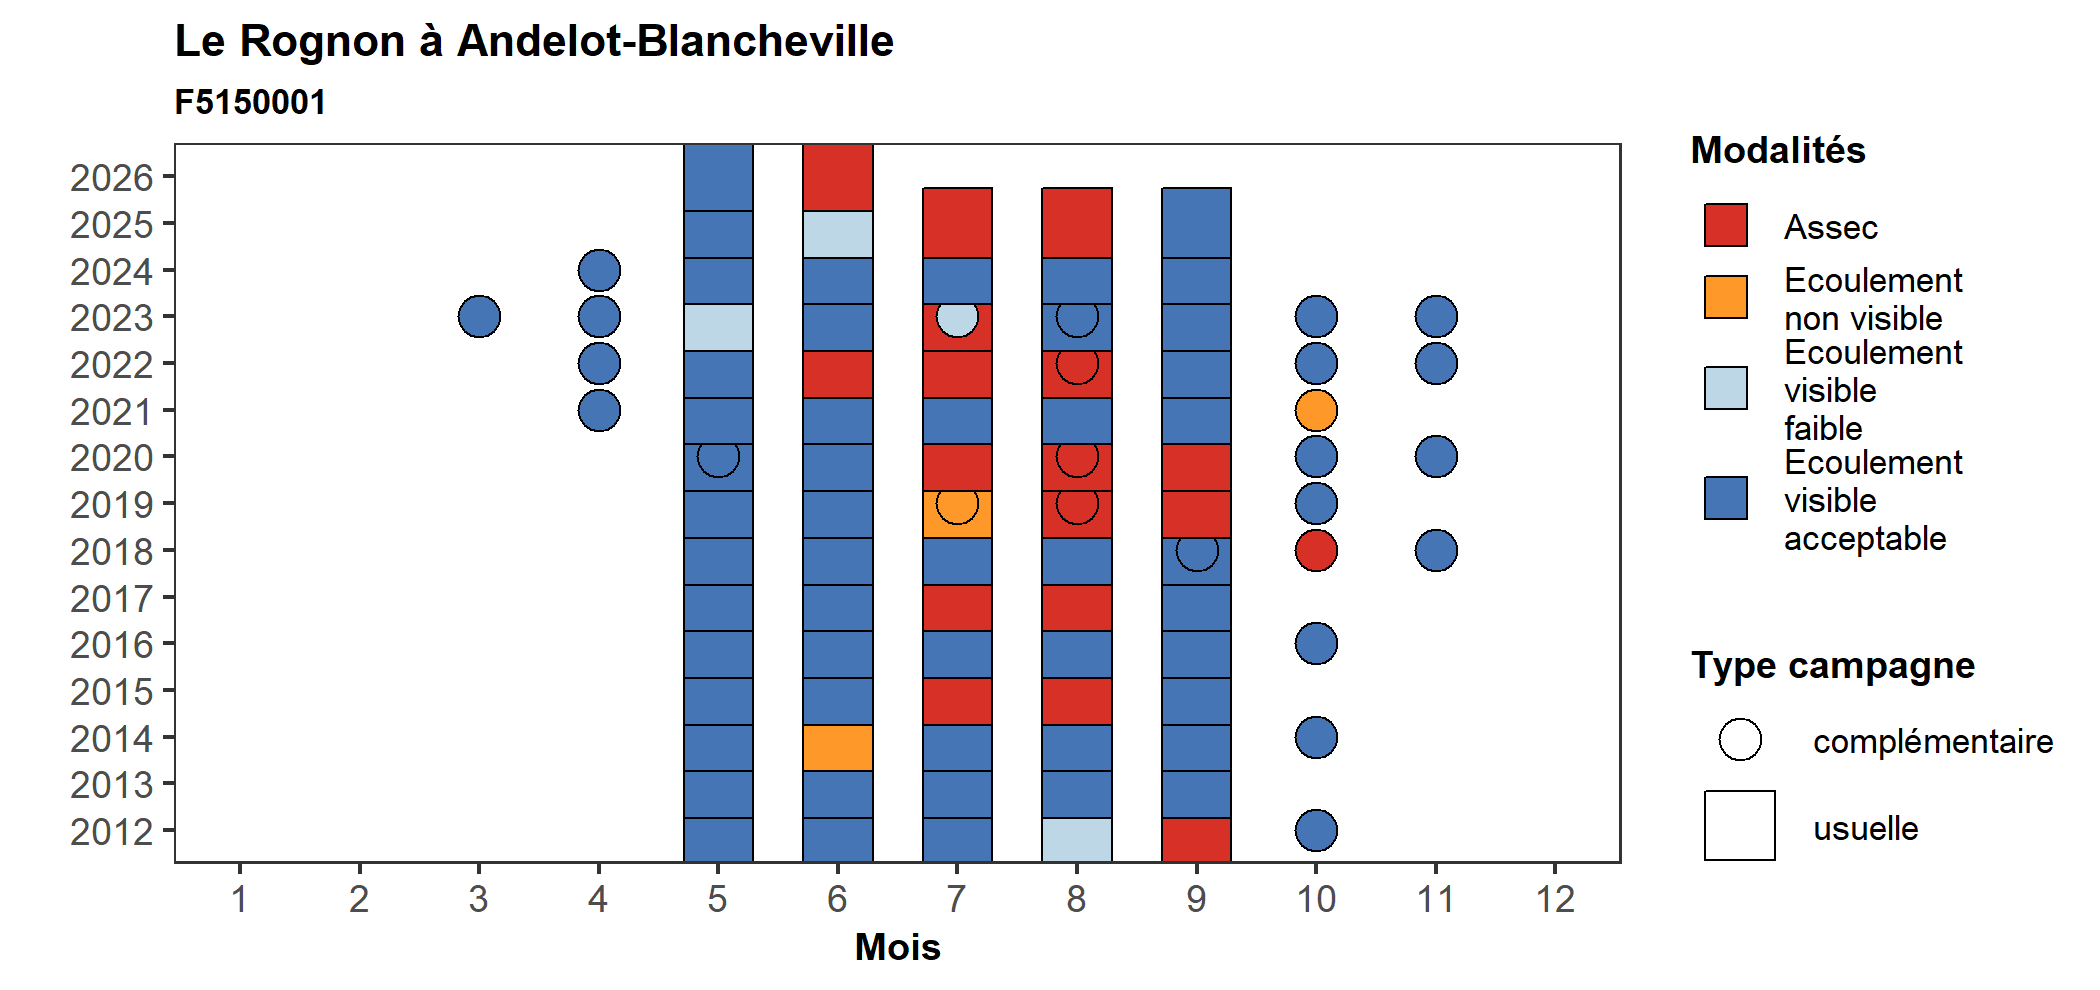 Le Rognon à Andelot-Blancheville
F5150001
2026
2025
2024
2023
2022
2021
2020
2019
2018
2017
2016
2015
2014
2013
2012
1 2 3 4 5 6 7 8 9 10 11 12
Mois
Modalités
Assec
Ecoulement
non visible
Ecoulement
visible
faible
Ecoulement
visible
acceptable
Type campagne
complémentaire
usuelle